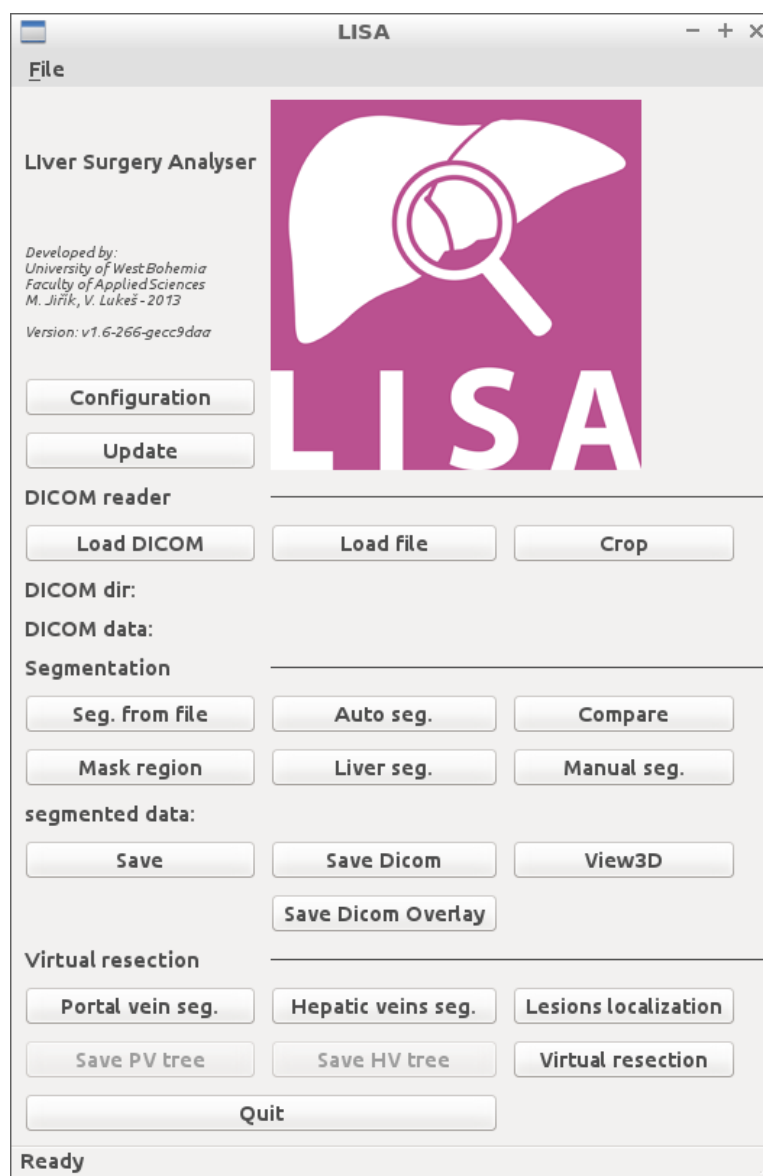 LISA
File
LIver Surgery Analyser
Developed by:
University of West Bohemia
Faculty of Applied Sciences
M. Jiřík, V. Lukeš - 2013
Version: v1.6-266-gecc9daa
Configuration
Update
LISA
DICOM reader
Load DICOM Load file Crop
DICOM dir:
DICOM data:
Segmentation
Seg. from file Auto seg. Compare
Mask region Liver seg. Manual seg.
segmented data:
Save Save Dicom View3D
Save Dicom Overlay
Virtual resection
Portal vein seg. Hepatic veins seg. Lesions localization
Save PV tree Save HV tree Virtual resection
Quit
Ready